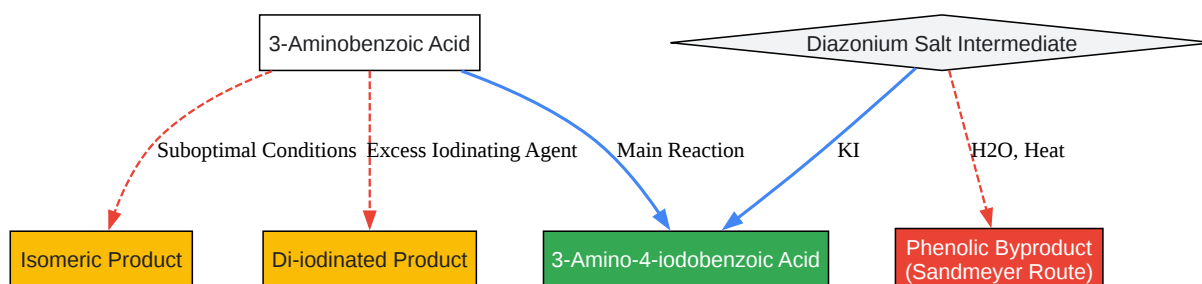 3-Aminobenzoic Acid
Diazonium Salt Intermediate
Suboptimal Conditions
Excess Iodinating Agent
Main Reaction
KI
H2O, Heat
Isomeric Product
Di-iodinated Product
3-Amino-4-iodobenzoic Acid
Phenolic Byproduct
(Sandmeyer Route)